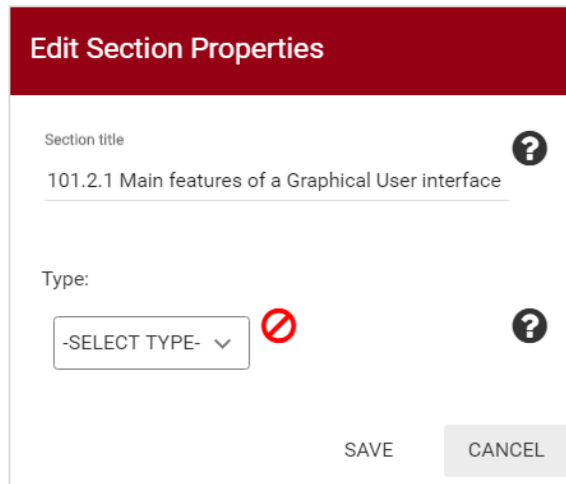 Edit Section Properties
Section title
101.2.1 Main features of a Graphical User interface
Type:
-SELECT TYPE-
SAVE
CANCEL